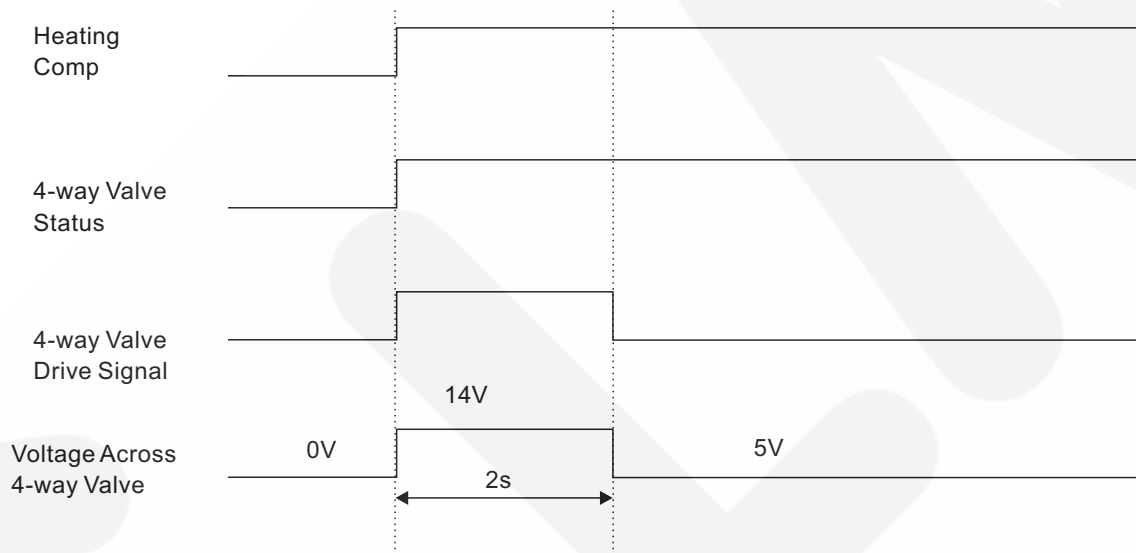 Heating
Comp
4-way Valve
Status
4-way Valve
Drive Signal
14V
Voltage Across
4-way Valve
0V
5V
2s